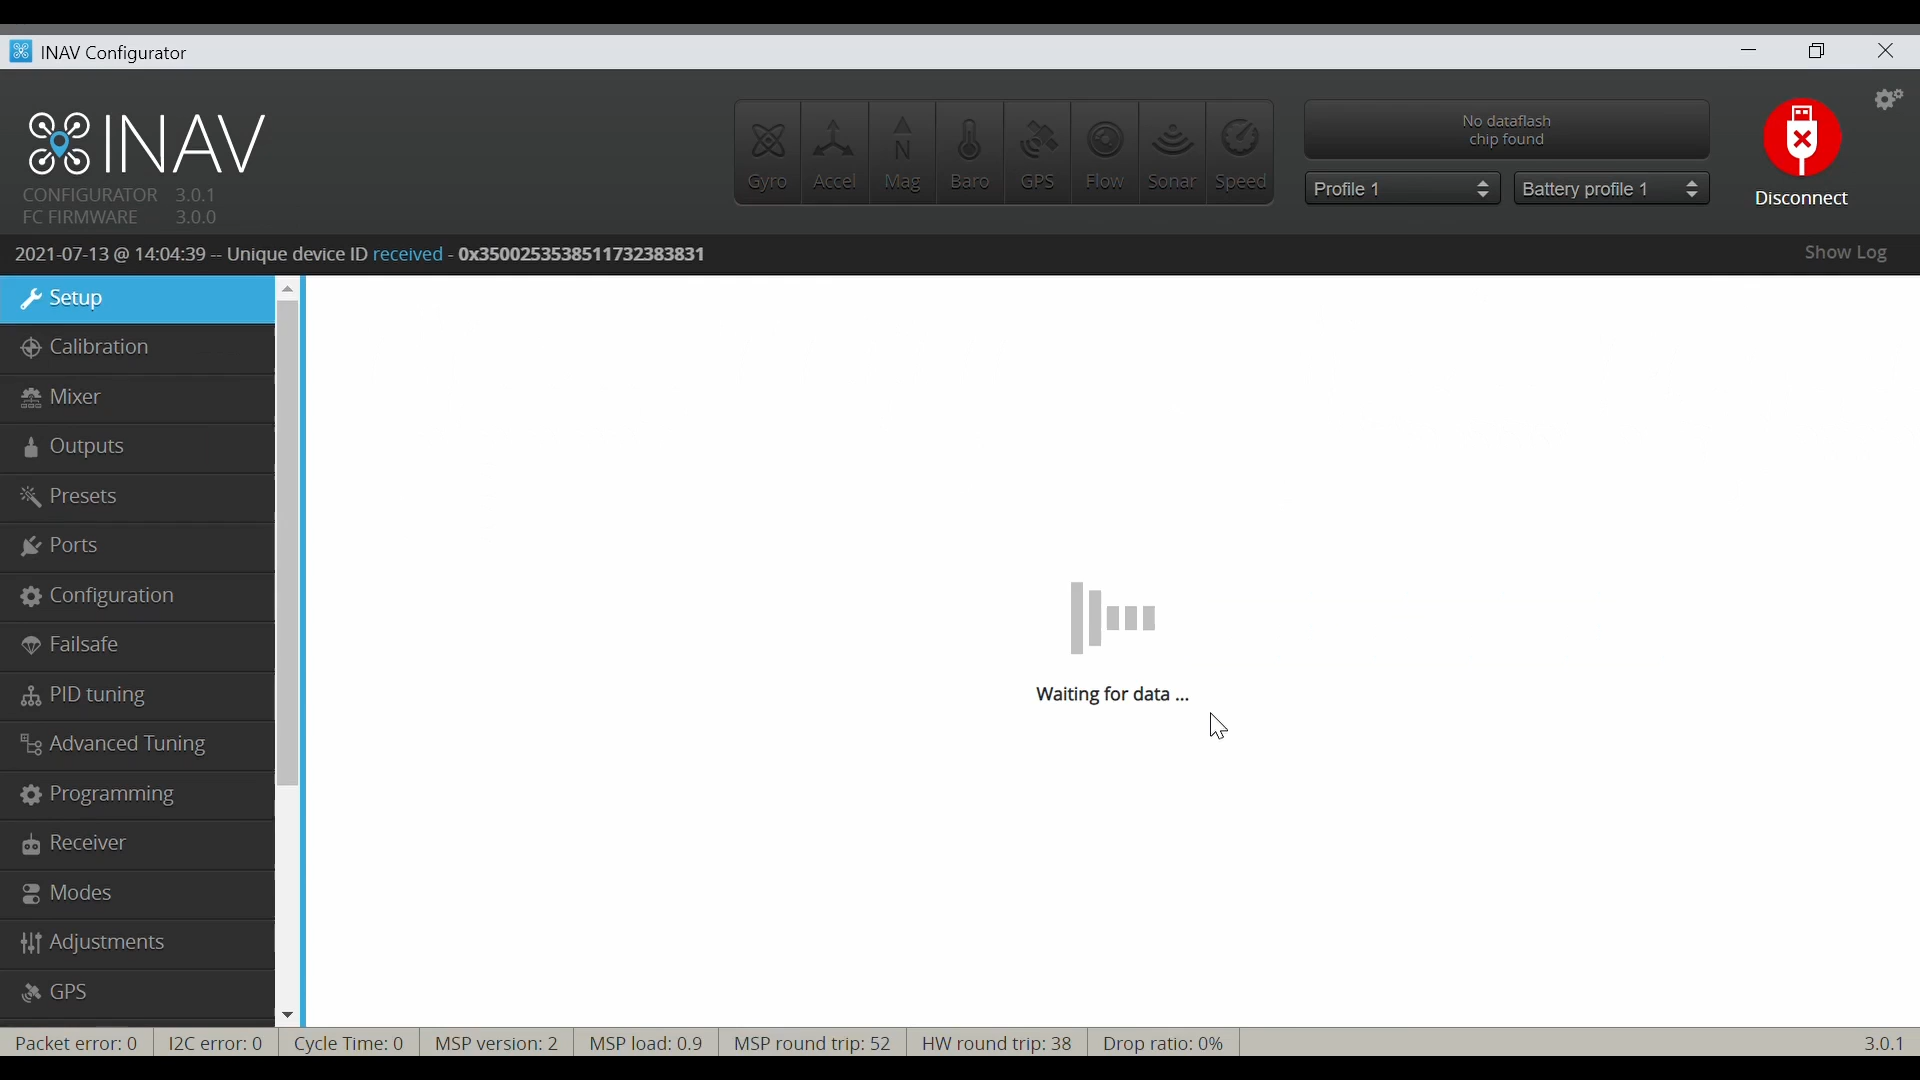 INAV Configurator
INAV
CONFIGURATOR 3.0.1
FC FIRMWARE 3.0.0
Gyro Accel Mag Baro GPS Flow Sonar Speed
N
No dataflash
chip found
Profile 1
Battery profile 1
Disconnect
2021-07-13 @ 14:04:39 -- Unique device ID received - 0x3500253538511732383831
Show Log
Setup
Calibration
Mixer
Outputs
Presets
Ports
Configuration
Failsafe
PID tuning
Advanced Tuning
Programming
Receiver
Modes
Adjustments
GPS
Waiting for data ...
Packet error: 0 I2C error: 0 Cycle Time: 0 MSP version: 2 MSP load: 0.9 MSP round trip: 52 HW round trip: 38 Drop ratio: 0% 3.0.1